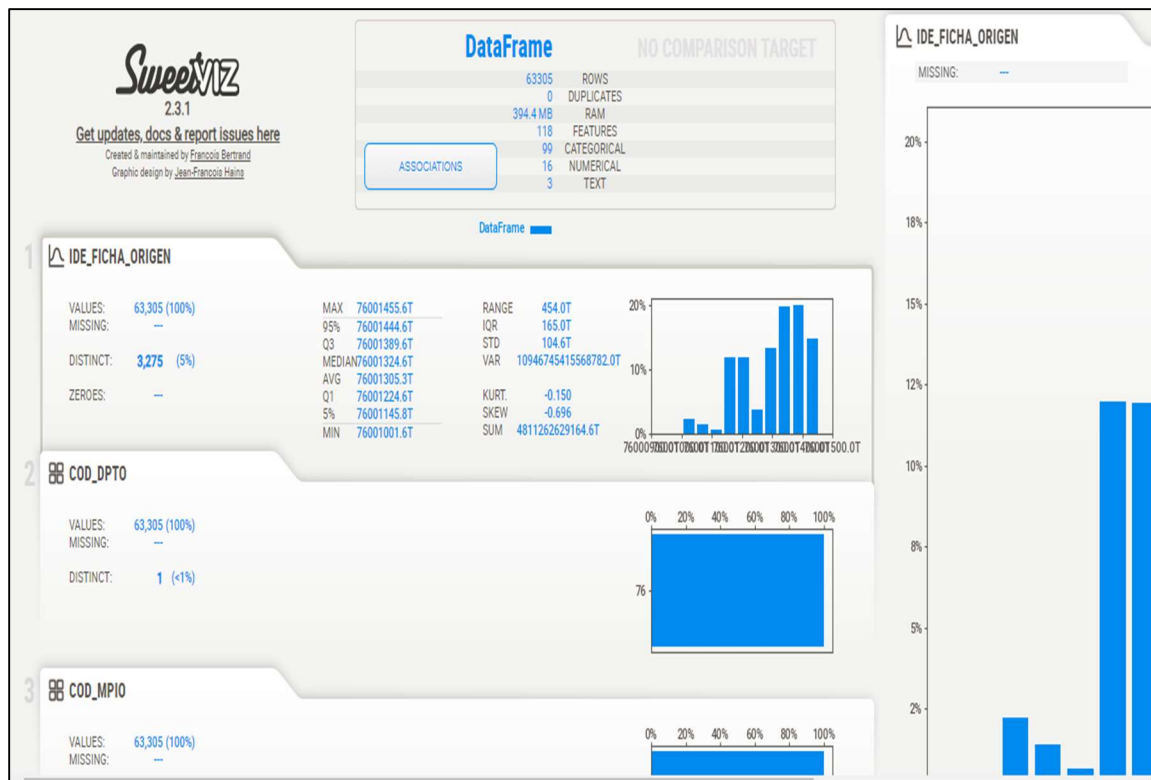 SweetVIZ
2.3.1
Get updates, docs & report issues here
Created & maintained by Francois Bertrand
Graphic design by Jean-Francois Hains
DataFrame NO COMPARISON TARGET
63305 ROWS
0 DUPLICATES
394.4 MB RAM
118 FEATURES
99 CATEGORICAL
16 NUMERICAL
3 TEXT
ASSOCIATIONS
DataFrame
1 IDE_FICHA_ORIGEN
VALUES: 63,305 (100%)
MISSING: ---
DISTINCT: 3,275 (5%)
ZEROES: ---
MAX 76001455.6T
95% 76001444.6T
Q3 76001389.6T
MEDIAN 76001324.6T
AVG 76001305.3T
Q1 76001224.6T
5% 76001145.8T
MIN 76001001.6T
RANGE 454.0T
IQR 165.0T
STD 104.6T
VAR 10946745415568782.0T
KURT. -0.150
SKEW -0.696
SUM 4811262629164.6T
20%
10%
0%
2 COD_DPTO
VALUES: 63,305 (100%)
MISSING: ---
DISTINCT: 1 (<1%)
0% 20% 40% 60% 80% 100%
76
3 COD_MPIO
VALUES: 63,305 (100%)
MISSING: ---
0% 20% 40% 60% 80% 100%
IDE_FICHA_ORIGEN
MISSING: ---
20%
18%
15%
12%
10%
8%
5%
2%